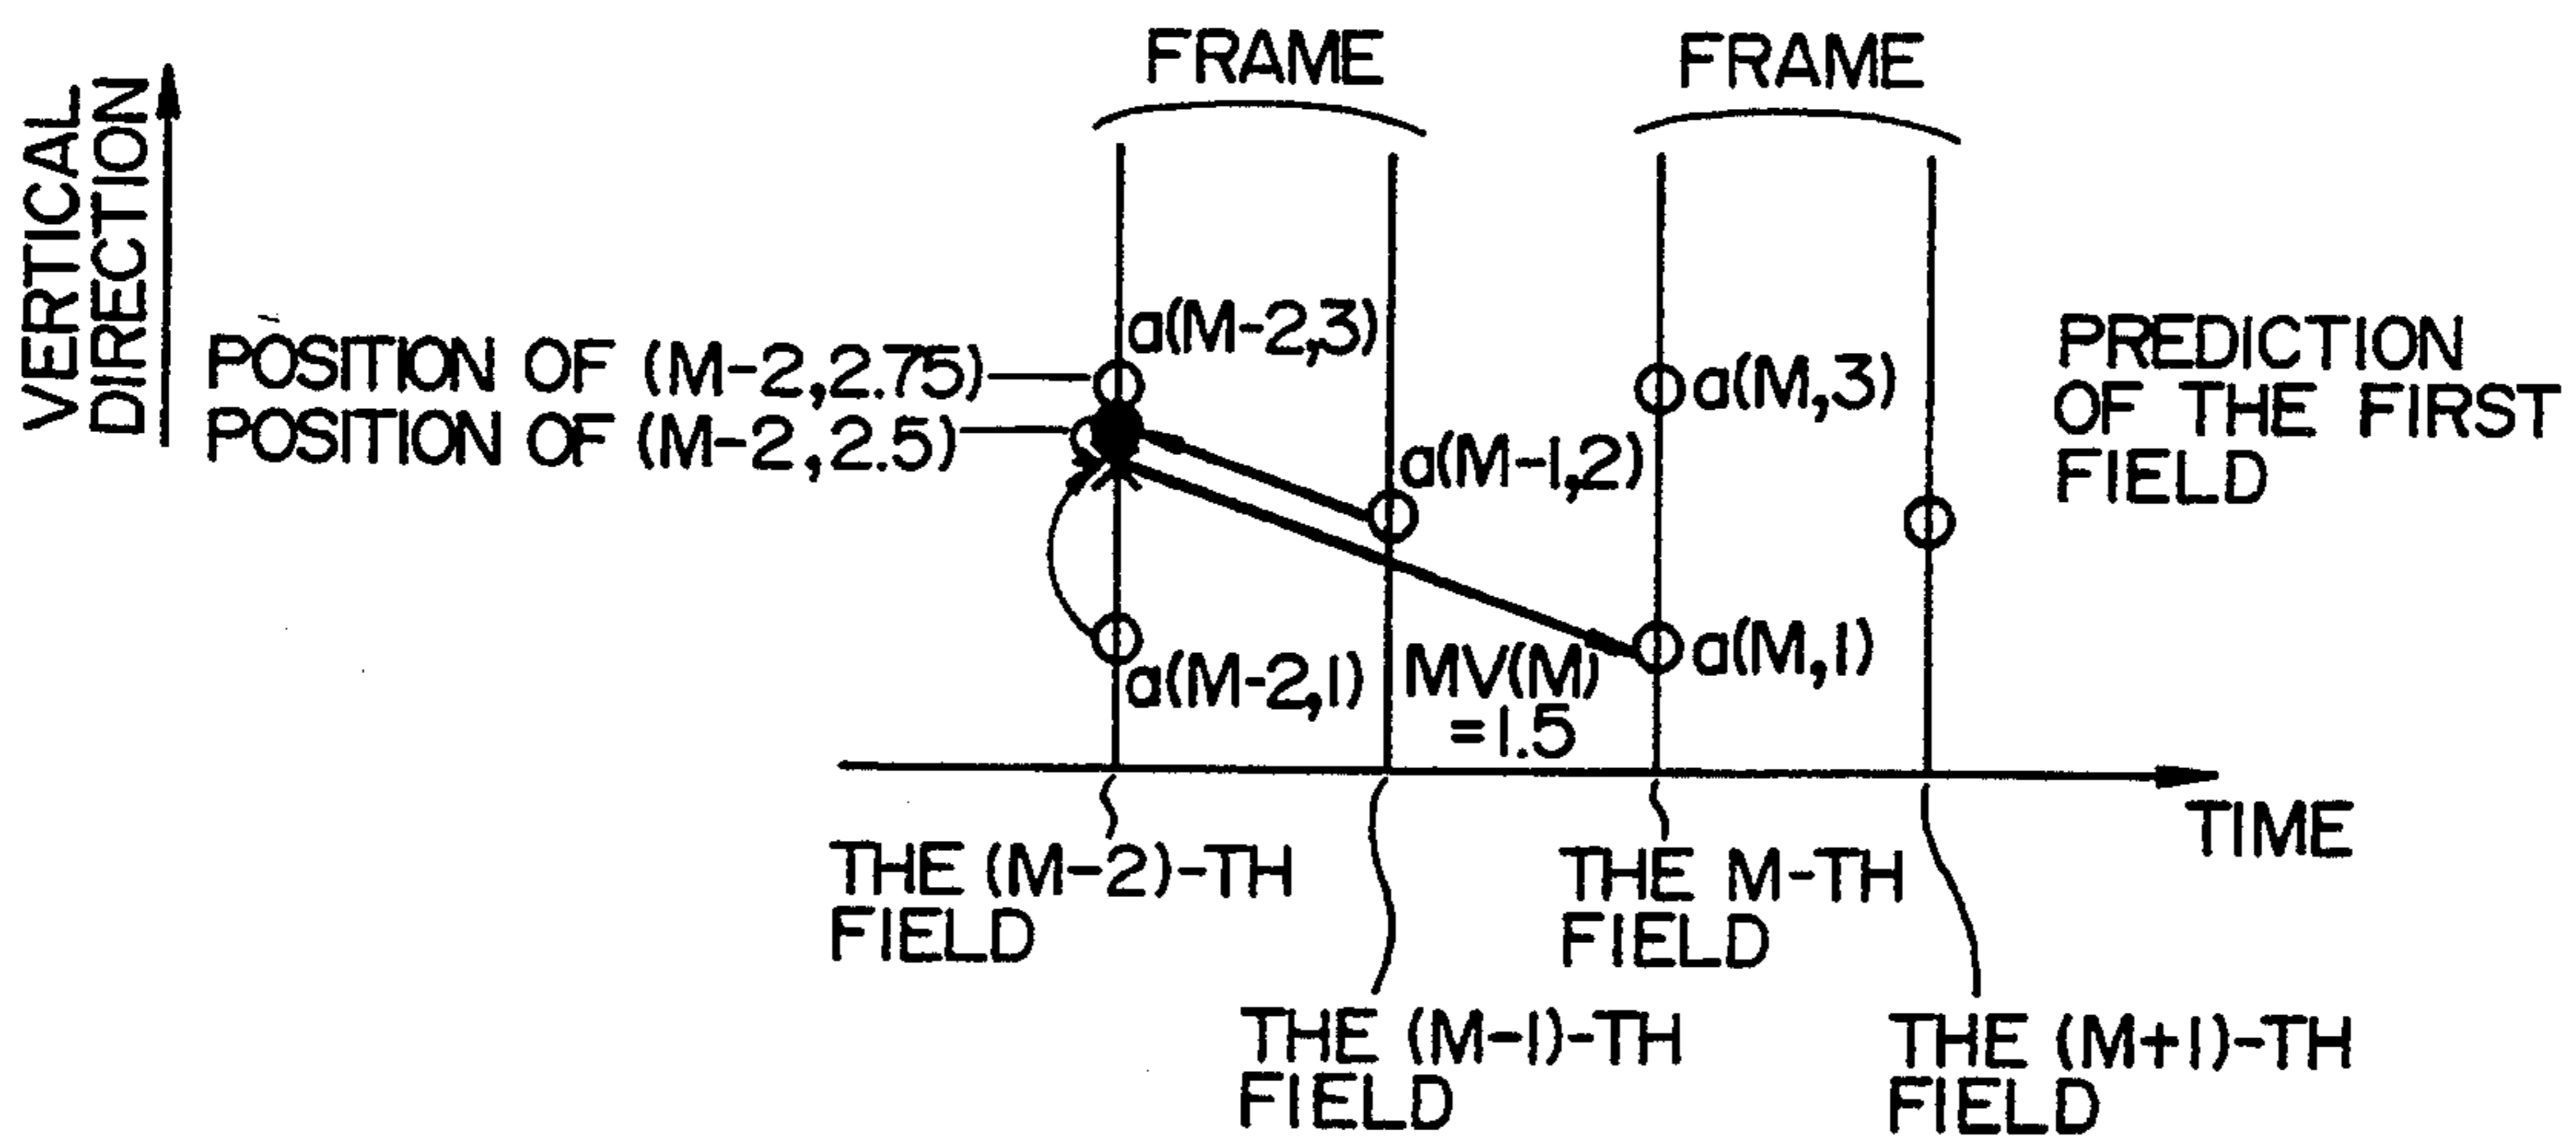 FRAME
FRAME
VERTICAL
DIRECTION
a(M-2,3)
POSITION OF (M-2,2.75)
POSITION OF (M-2,2.5)
a(M-1,2)
a(M,3)
PREDICTION
OF THE FIRST
FIELD
a(M-2,1)
MV(M)
=1.5
a(M,1)
TIME
THE (M-2)-TH
FIELD
THE M-TH
FIELD
THE (M-1)-TH
FIELD
THE (M+1)-TH
FIELD